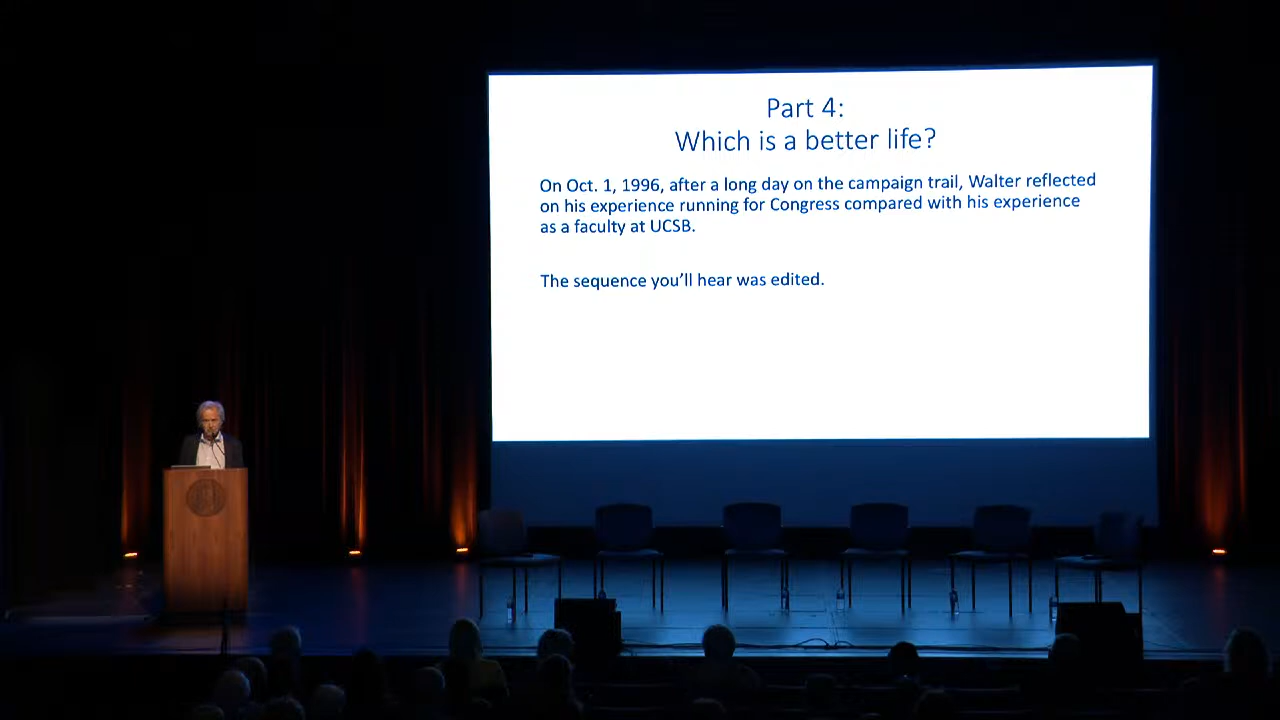 Part 4:
Which is a better life?
On Oct. 1, 1996, after a long day on the campaign trail, Walter reflected
on his experience running for Congress compared with his experience
as a faculty at UCSB.
The sequence you'll hear was edited.